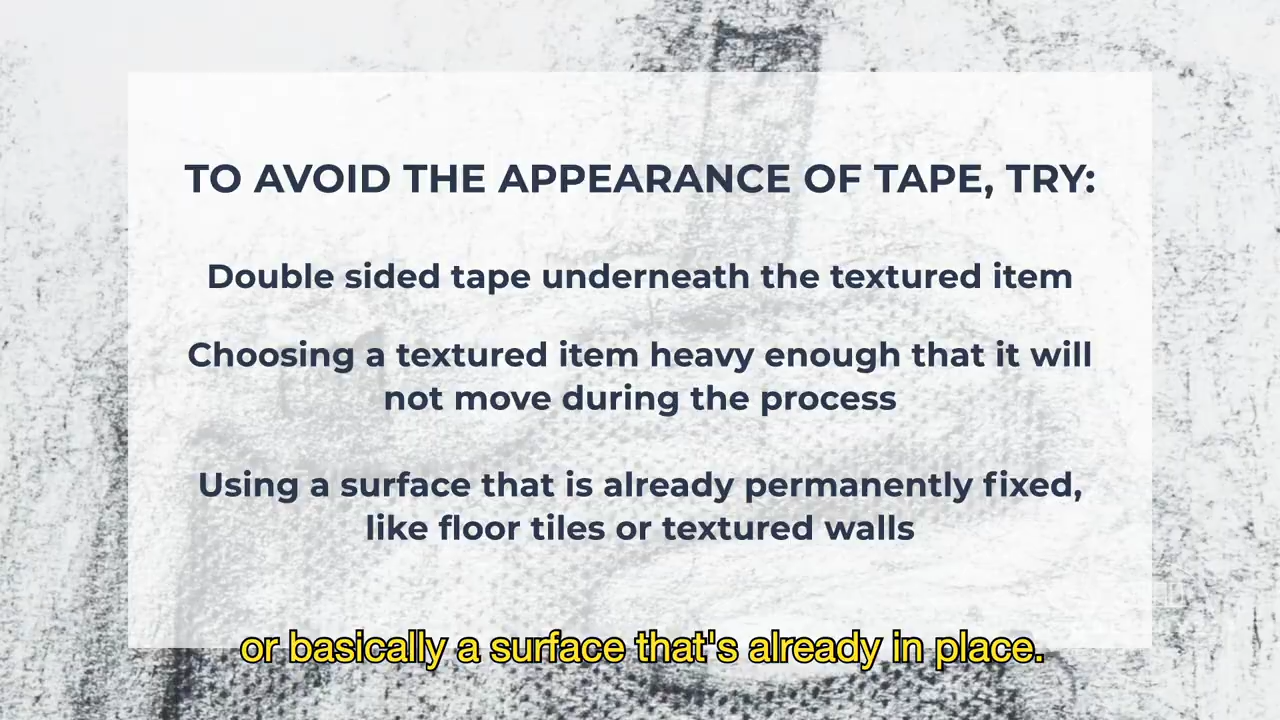 TO AVOID THE APPEARANCE OF TAPE, TRY:
Double sided tape underneath the textured item
Choosing a textured item heavy enough that it will
not move during the process
Using a surface that is already permanently fixed,
like floor tiles or textured walls
or basically a surface that's already in place.